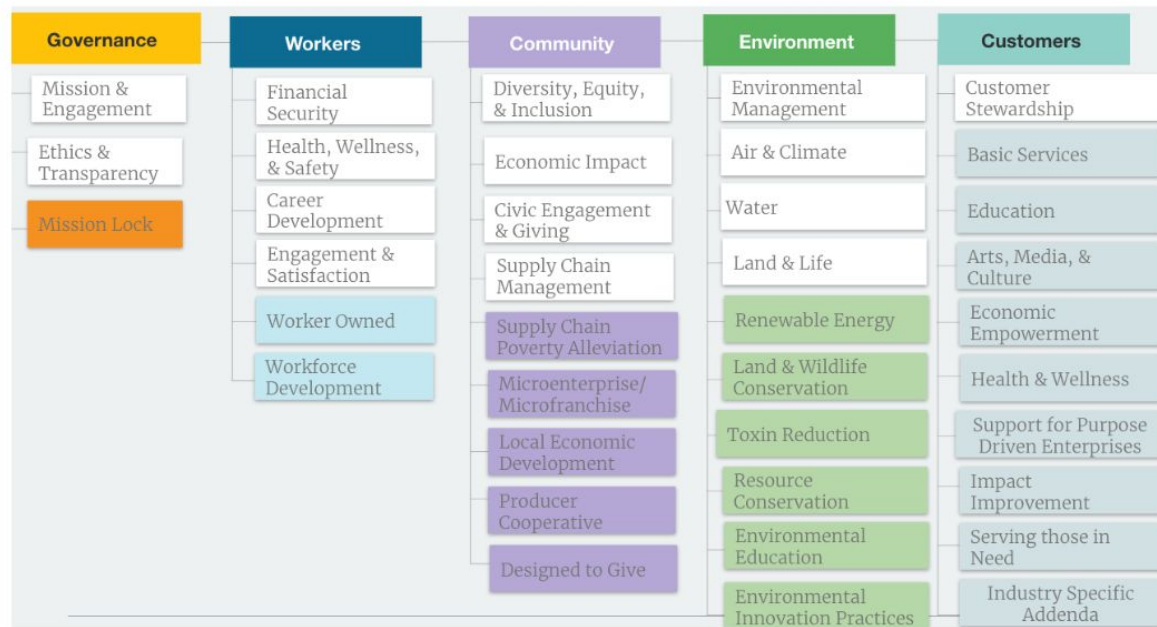 Governance
Mission &
Engagement
Ethics &
Transparency
Mission Lock
Workers
Financial
Security
Health, Wellness,
& Safety
Career
Development
Engagement &
Satisfaction
Worker Owned
Workforce
Development
Community
Diversity, Equity,
& Inclusion
Economic Impact
Civic Engagement
& Giving
Supply Chain
Management
Supply Chain
Poverty Alleviation
Microenterprise/
Microfranchise
Local Economic
Development
Producer
Cooperative
Designed to Give
Environment
Environmental
Management
Air & Climate
Water
Land & Life
Renewable Energy
Land & Wildlife
Conservation
Toxin Reduction
Resource
Conservation
Environmental
Education
Environmental
Innovation Practices
Customers
Customer
Stewardship
Basic Services
Education
Arts, Media, &
Culture
Economic
Empowerment
Health & Wellness
Support for Purpose
Driven Enterprises
Impact
Improvement
Serving those in
Need
Industry Specific
Addenda